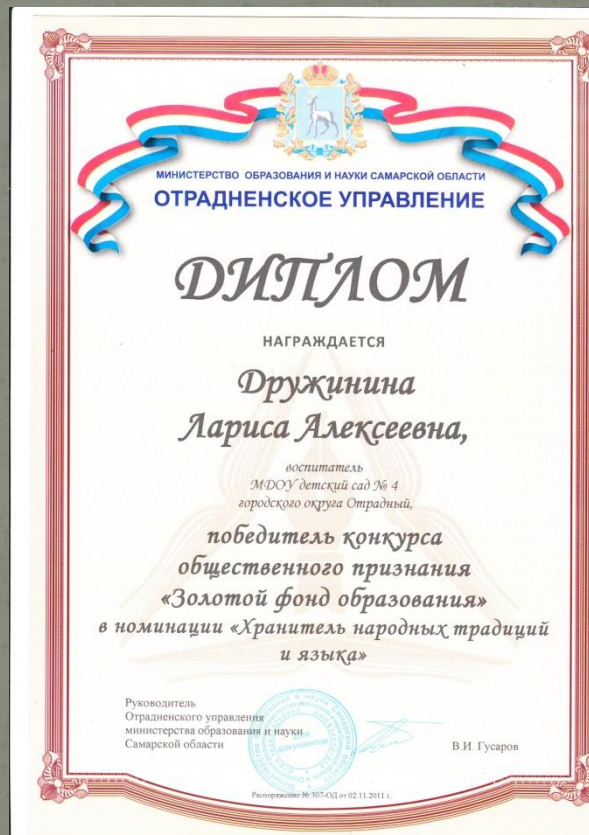 МИНИСТЕРСТВО ОБРАЗОВАНИЯ И НАУКИ САМАРСКОЙ ОБЛАСТИ
ОТРАДНЕНСКОЕ УПРАВЛЕНИЕ
ДИПЛОМ
НАГРАЖДАЕТСЯ
Дружинина
Лариса Алексеевна,
воспитатель
МДОУ детский сад № 4
городского округа Отрадный,
победитель конкурса
общественного признания
«Золотой фонд образования»
в номинации «Хранитель народных традиций
и языка»
Руководитель
Отрадненского управления
министерства образования и науки
Самарской области
В.И. Гусаров
документов
Распоряжение № 307-ОД от 02.11.2011 г.